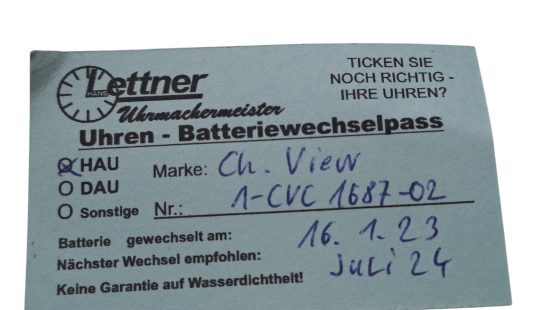 HANS
Lettner
Uhrmachermeister
TICKEN SIE
NOCH RICHTIG -
IHRE UHREN?
Uhren - Batteriewechselpass
HAU
DAU
Sonstige
Marke: Ch. View
Nr.: 1-CVC 1687-02
Batterie gewechselt am: 16. 1. 23
Nächster Wechsel empfohlen: Juli 24
Keine Garantie auf Wasserdichtheit!